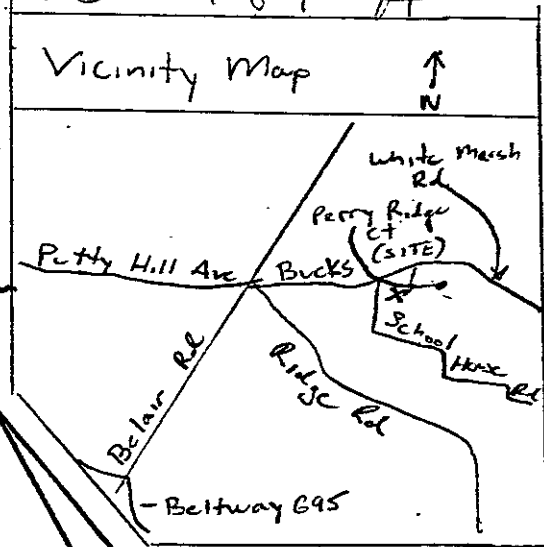 Vicinity Map
N
White Marsh
Rd
Perry Ridge
Ct
(SITE)
Putty Hill Ave
Bucks
X
School
House
Rd
Belair Rd
Ridge Rd
Beltway 695